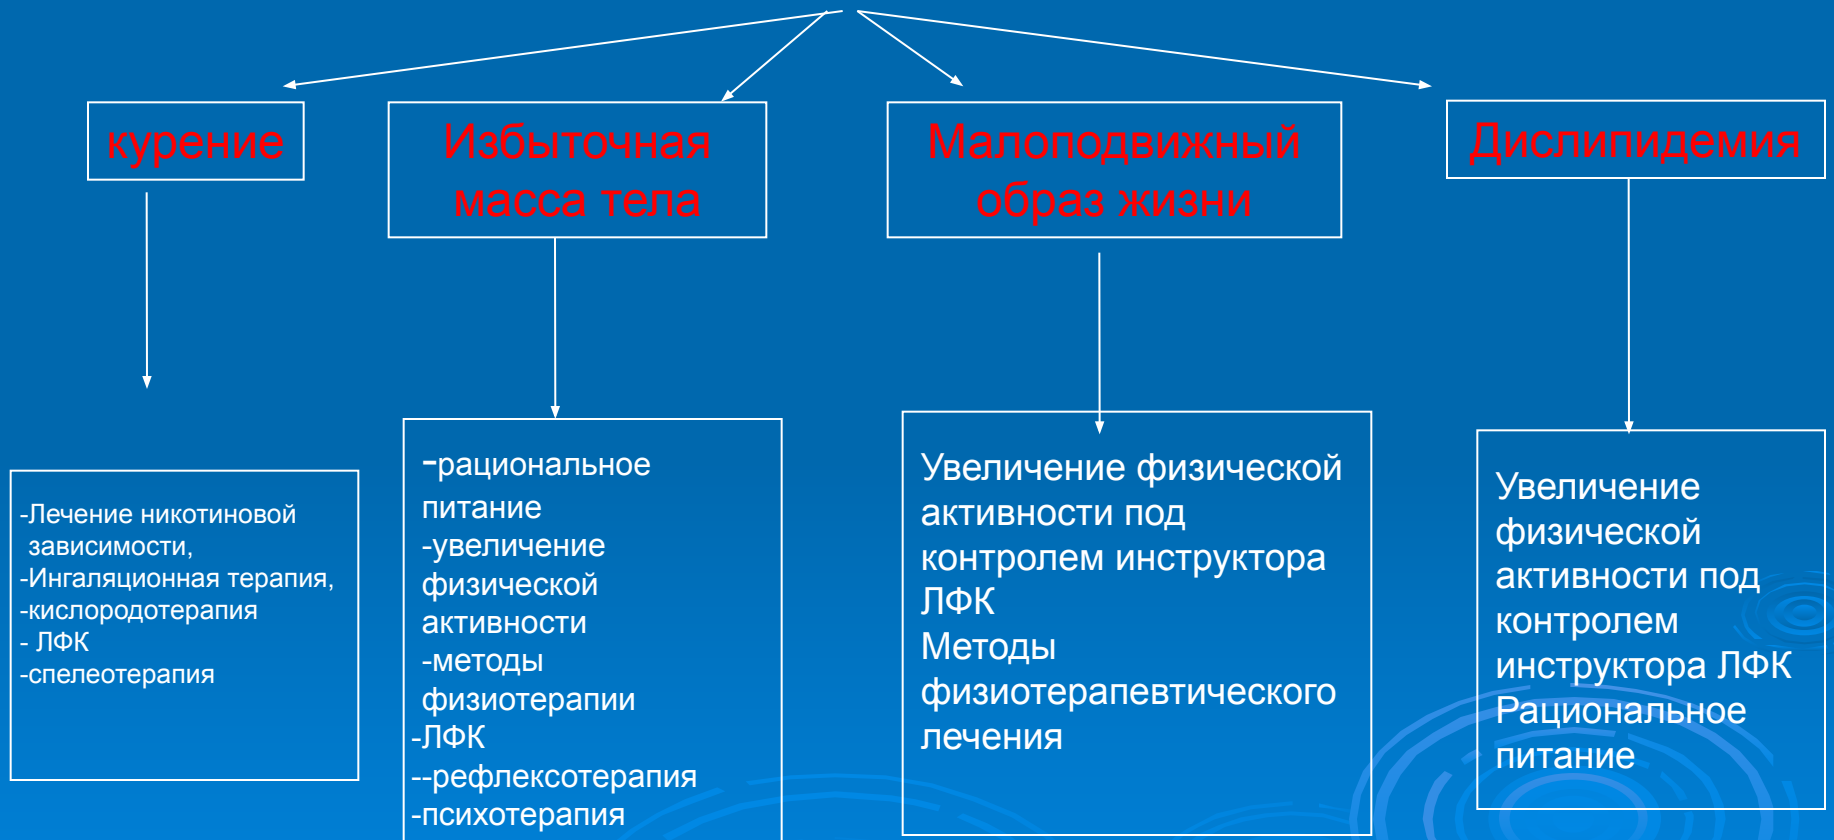 курение
Избыточная
масса тела
Малоподвижный
образ жизни
Дислипидемия
-Лечение никотиновой
зависимости,
-Ингаляционная терапия,
-кислородотерапия
- ЛФК
-спелеотерапия
-рациональное
питание
-увеличение
физической
активности
-методы
физиотерапии
-ЛФК
--рефлексотерапия
-психотерапия
Увеличение физической
активности под
контролем инструктора
ЛФК
Методы
физиотерапевтического
лечения
Увеличение
физической
активности под
контролем
инструктора ЛФК
Рациональное
питание